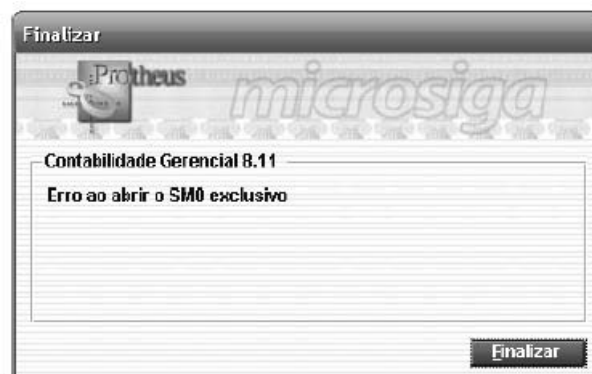 Finalizar
Protheus
microsiga
Contabilidade Gerencial 8.11
Erro ao abrir o SM0 exclusivo
Finalizar